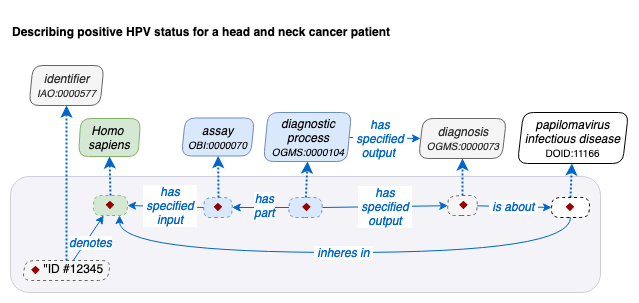 Describing positive HPV status for a head and neck cancer patient
identifier
IAO:0000577
Homo
sapiens
assay
OBI:0000070
diagnostic
process
OGMS:0000104
has
specified
output
diagnosis
OGMS:0000073
papilomavirus
infectious disease
DOID:11166
has
specified
input
has
part
has
specified
output
is about
denotes
inheres in
"ID #12345